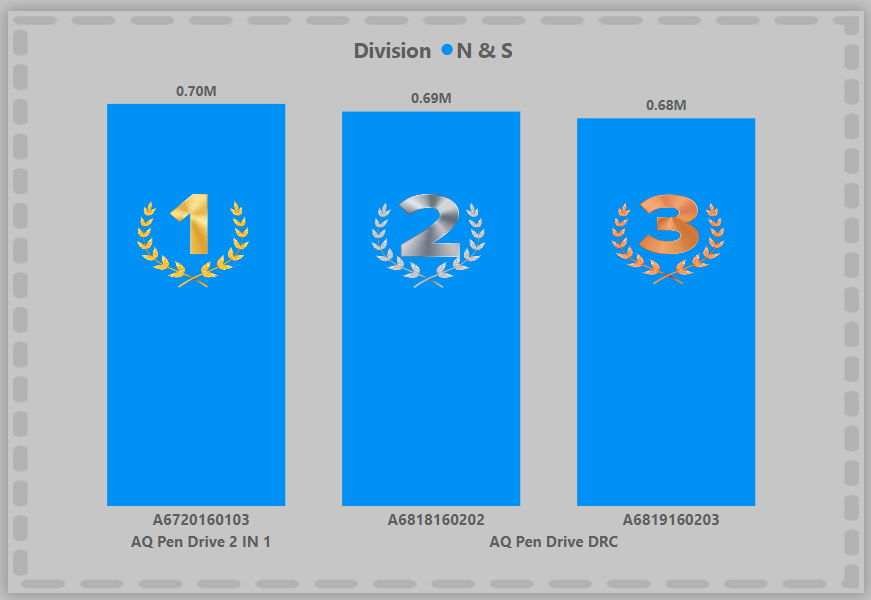 Division N & S
0.70M
0.69M
0.68M
1
2
3
A6720160103
A6818160202
A6819160203
AQ Pen Drive 2 IN 1
AQ Pen Drive DRC